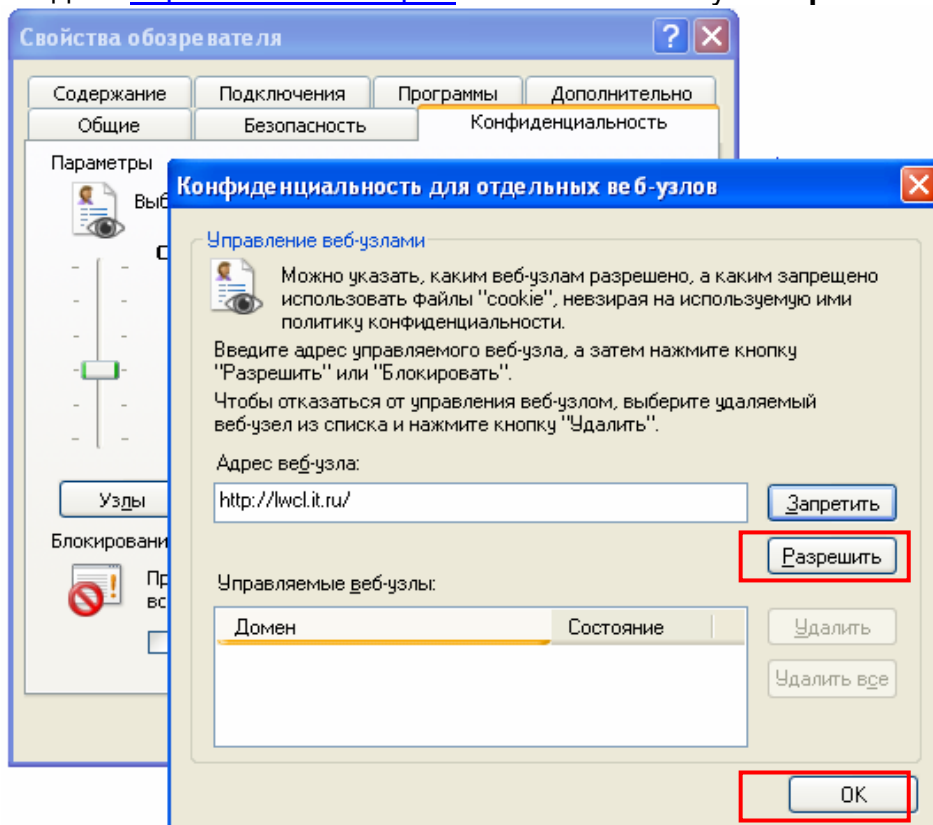 Свойства обозревателя
Содержание Подключения Программы Дополнительно
Общие Безопасность Конфиденциальность
Параметры
Конфиденциальность для отдельных веб-узлов
Управление веб-узлами
Можно указать, каким веб-узлам разрешено, а каким запрещено
использовать файлы "cookie", невзирая на используемую ими
политику конфиденциальности.
Введите адрес управляемого веб-узла, а затем нажмите кнопку
"Разрешить" или "Блокировать".
Чтобы отказаться от управления веб-узлом, выберите удаляемый
веб-узел из списка и нажмите кнопку "Удалить".
Адрес веб-узла:
http://lwcl.it.ru/
Запретить
Узлы
Разрешить
Управляемые веб-узлы:
Домен Состояние
Удалить
Удалить все
OK